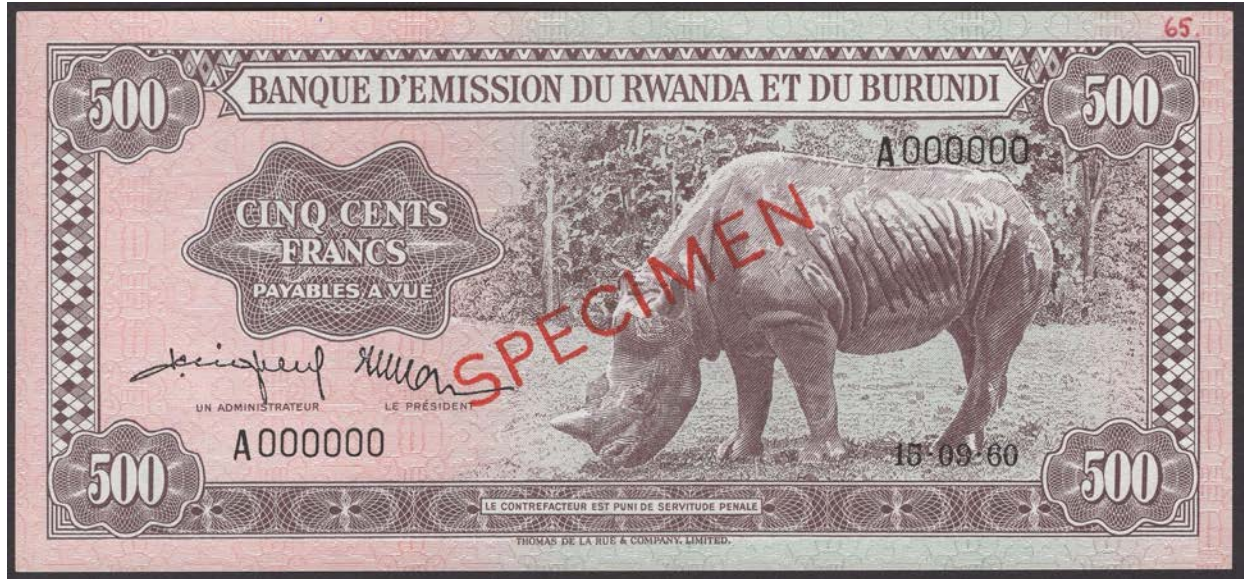 65.
500 BANQUE D'EMISSION DU RWANDA ET DU BURUNDI 500
A 000000
CINQ CENTS
FRANCS
PAYABLES A VUE
SPECIMEN
UN ADMINISTRATEUR LE PRÉSIDENT
A 000000
15-09-60
500 500
LE CONTREFACTEUR EST PUNI DE SERVITUDE PENALE
THOMAS DE LA RUE & COMPANY, LIMITED.